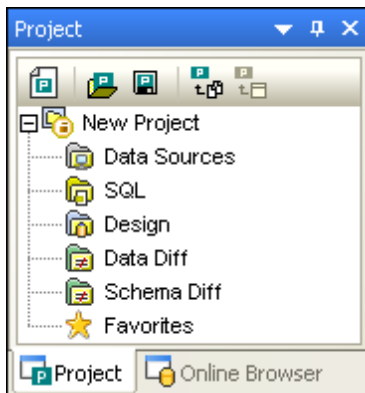 Project
New Project
Data Sources
SQL
Design
Data Diff
Schema Diff
Favorites
Project Online Browser